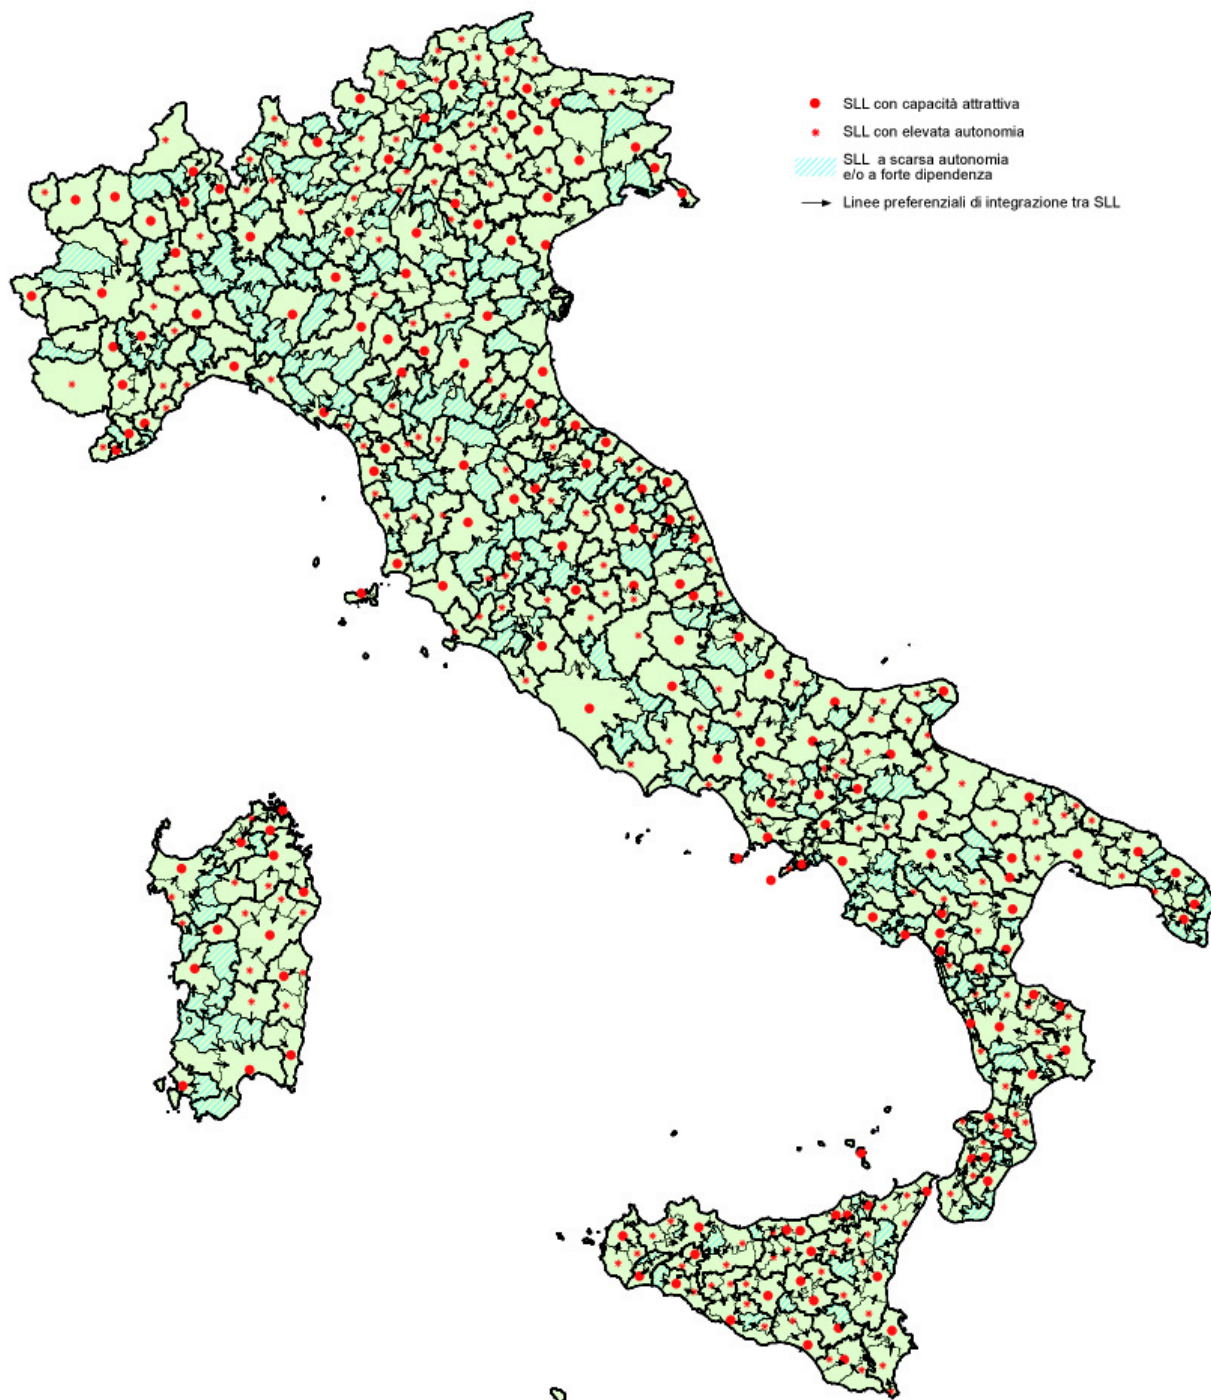 SLL con capacità attrattiva
SLL con elevata autonomia
SLL a scarsa autonomia
e/o a forte dipendenza
Linee preferenziali di integrazione tra SLL